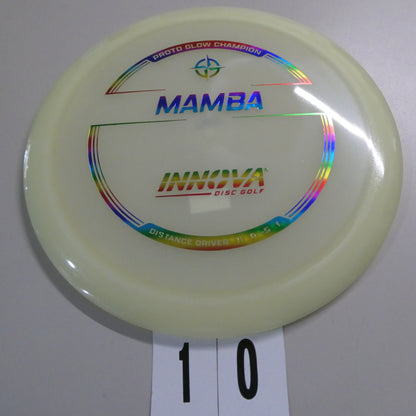 PROTO GLOW CHAMPION
MAMBA
INNOVA
DISC GOLF
DISTANCE DRIVER
1 0